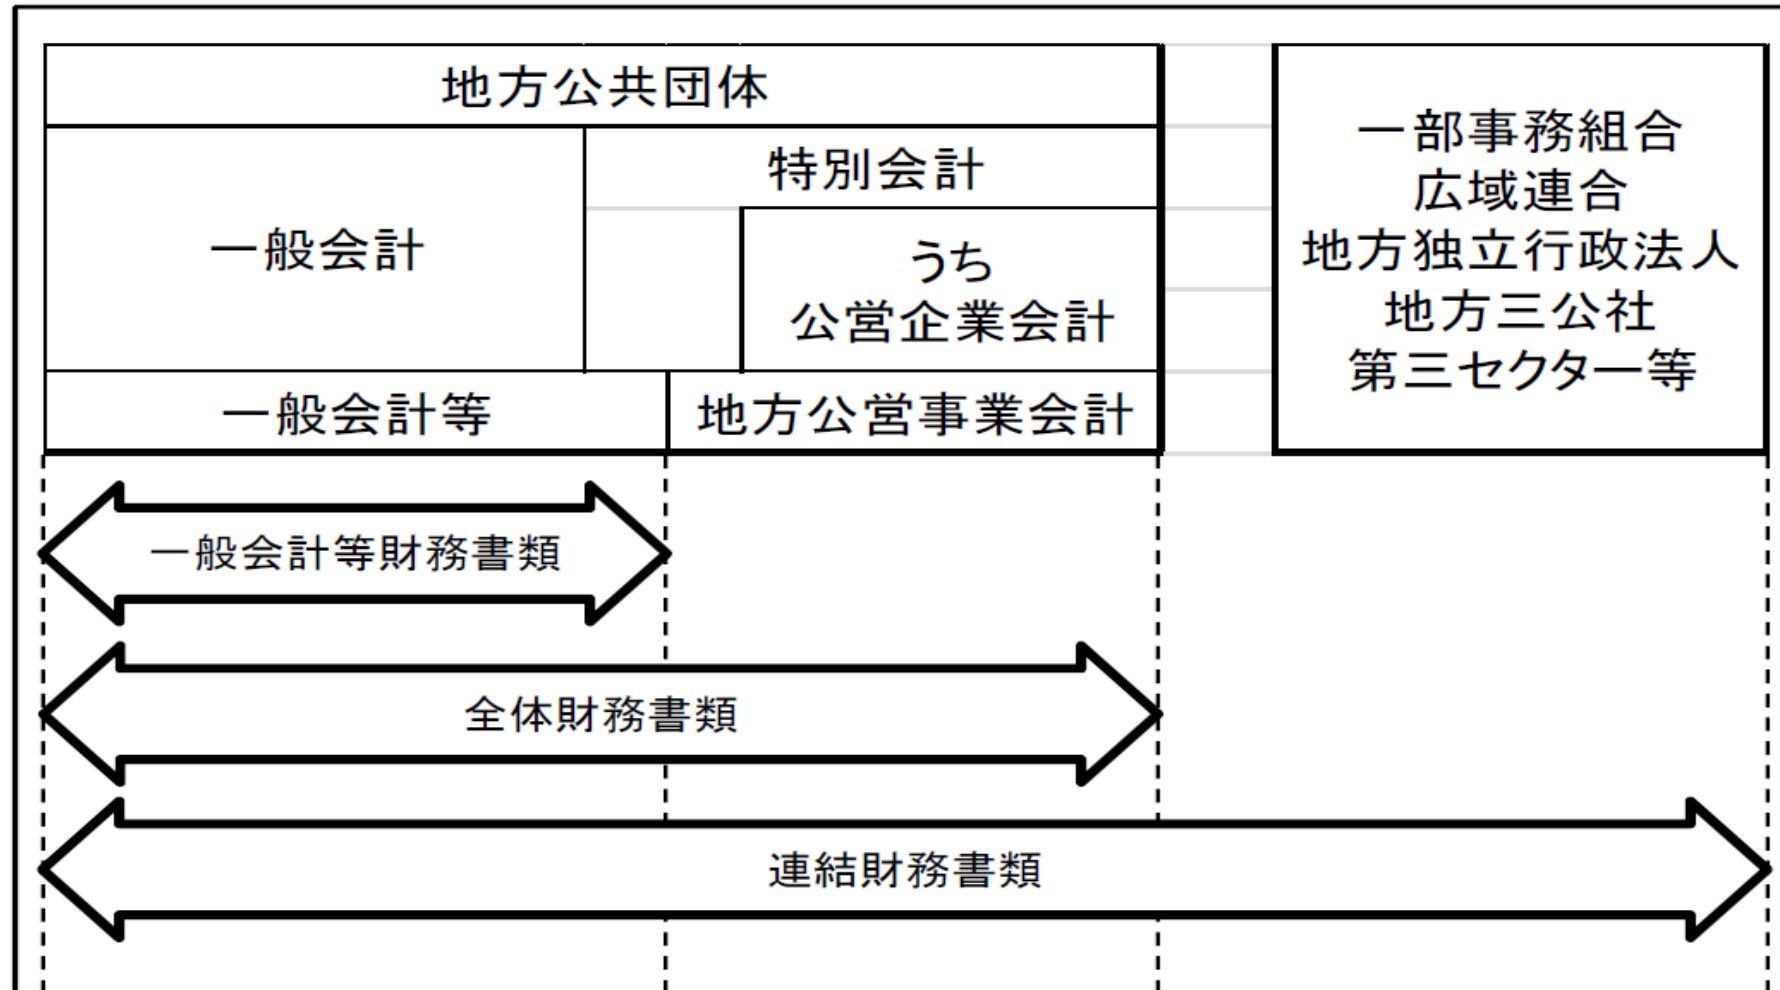 地方公共団体
一般会計
特別会計
うち
公営企業会計
一般会計等
地方公営事業会計
一部事務組合
広域連合
地方独立行政法人
地方三公社
第三セクター等
一般会計等財務書類
全体財務書類
連結財務書類